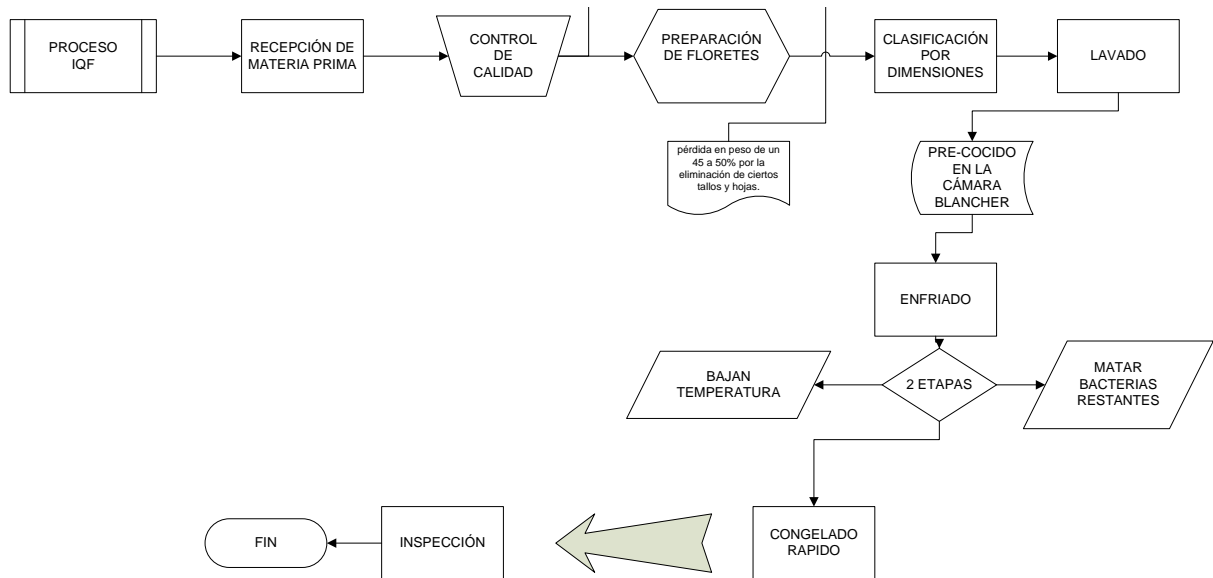 PROCESO
IQF
RECEPCIÓN DE
MATERIA PRIMA
CONTROL
DE
CALIDAD
PREPARACIÓN
DE FLORETES
CLASIFICACIÓN
POR
DIMENSIONES
LAVADO
pérdida en peso de un
45 a 50% por la
eliminación de ciertos
tallos y hojas.
PRE-COCIDO
EN LA
CÁMARA
BLANCHER
ENFRIADO
BAJAN
TEMPERATURA
2 ETAPAS
MATAR
BACTERIAS
RESTANTES
FIN
INSPECCIÓN
CONGELADO
RAPIDO